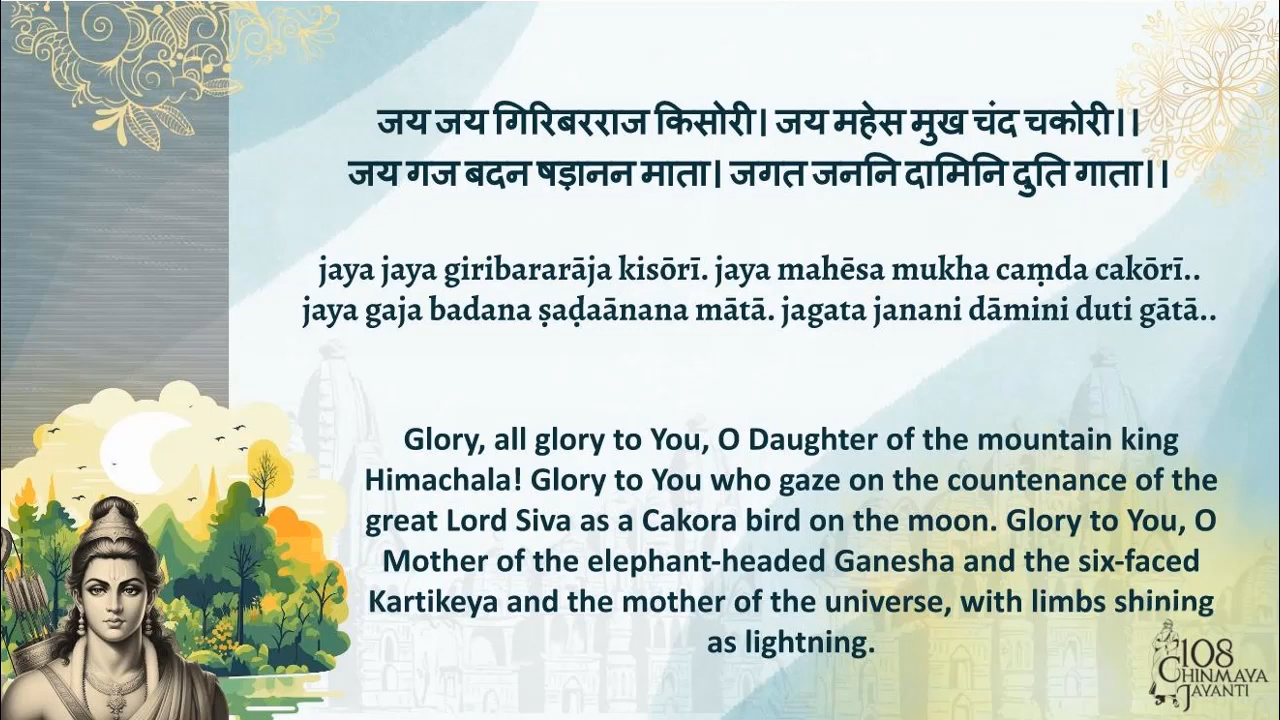 जय जय गिरिबरराज किसोरी। जय महेस मुख चंद चकोरी।।
जय गज बदन षड़ानन माता। जगत जननि दामिनि दुति गाता।।
jaya jaya giribararāja kisōrī. jaya mahēsa mukha caṃda cakōrī..
jaya gaja badana ṣaḍaānana mātā. jagata janani dāmini duti gātā..
Glory, all glory to You, O Daughter of the mountain king
Himachala! Glory to You who gaze on the countenance of the
great Lord Siva as a Cakora bird on the moon. Glory to You, O
Mother of the elephant-headed Ganesha and the six-faced
Kartikeya and the mother of the universe, with limbs shining
as lightning.
108
CHINMAYA
JAYANTI